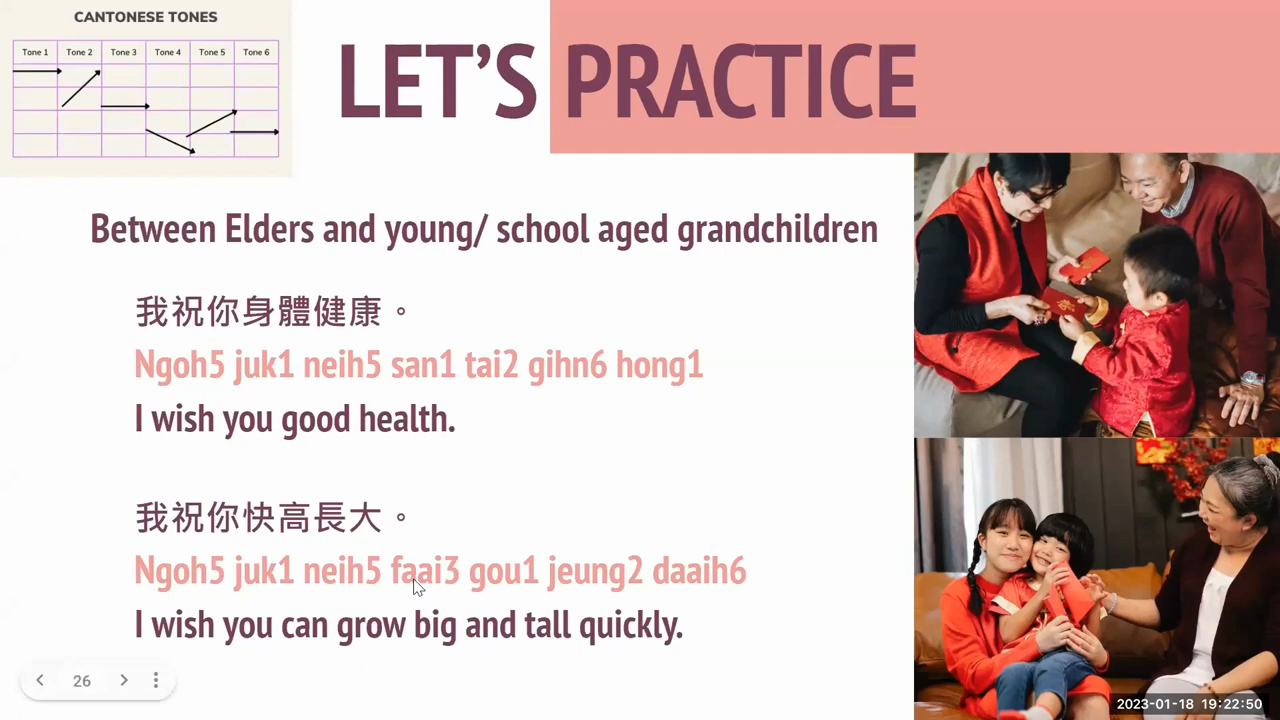 CANTONESE TONES
Tone 1 Tone 2 Tone 3 Tone 4 Tone 5 Tone 6
LET'S PRACTICE
Between Elders and young/ school aged grandchildren
我祝你身體健康。
Ngoh5 juk1 neih5 san1 tai2 gihn6 hong1
I wish you good health.
我祝你快高長大。
Ngoh5 juk1 neih5 faai3 gou1 jeung2 daaih6
I wish you can grow big and tall quickly.
26
2023-01-18 19:22:50